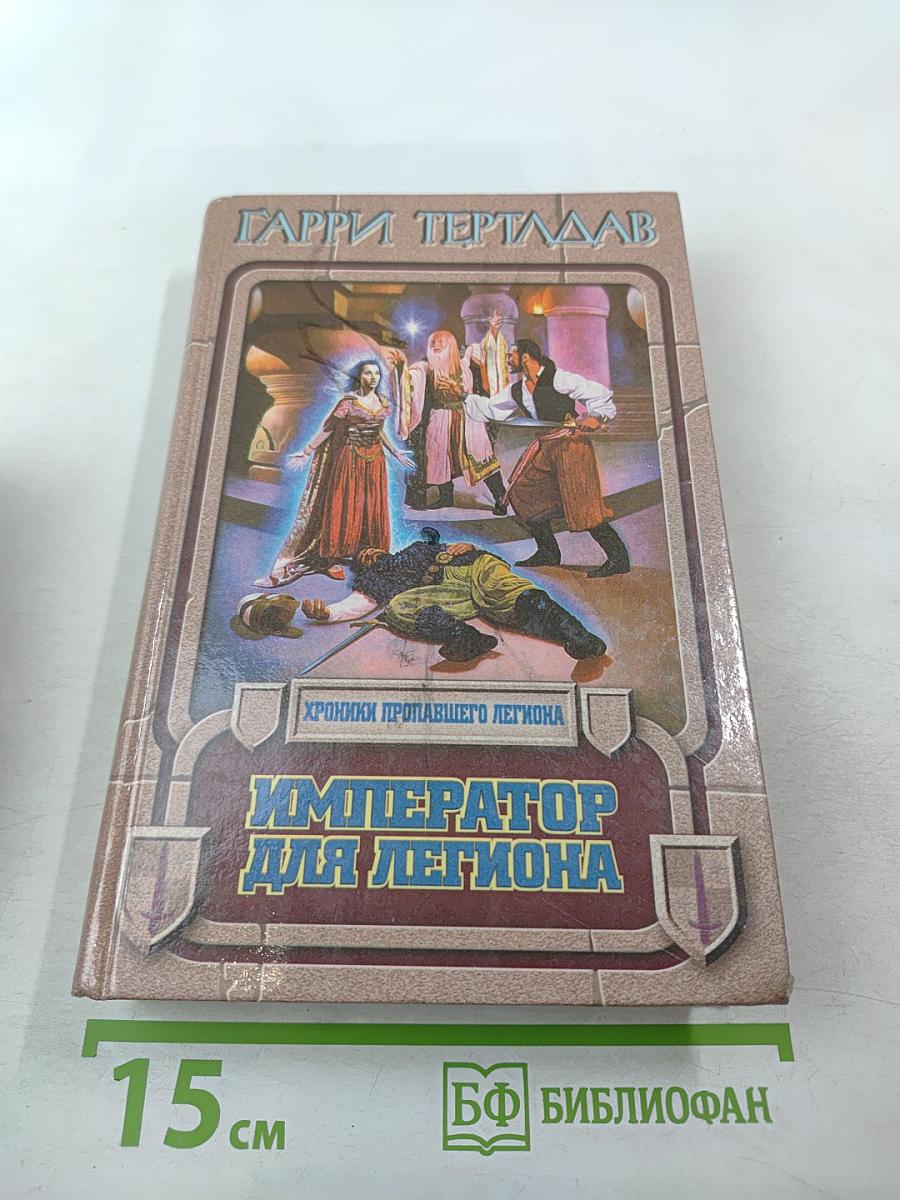 ГАРРИ ТЕРТЛДАВ
ХРОНИКИ ПРОПАВШЕГО ЛЕГИОНА
ИМПЕРАТОР
ДЛЯ ЛЕГИОНА
15 см
БФ БИБЛИОФАН